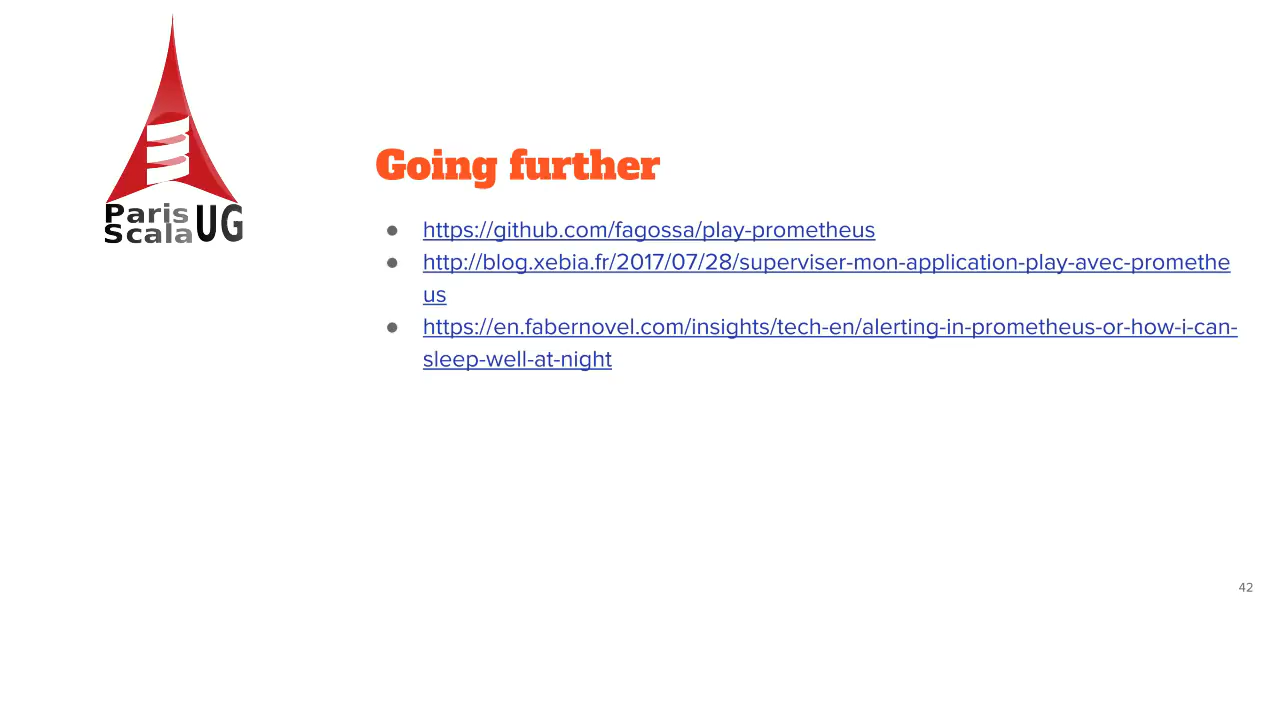 Paris
Scala UG
Going further
● https://github.com/fagossa/play-prometheus
● http://blog.xebia.fr/2017/07/28/superviser-mon-application-play-avec-promethe
us
● https://en.fabernovel.com/insights/tech-en/alerting-in-prometheus-or-how-i-can-
sleep-well-at-night
42